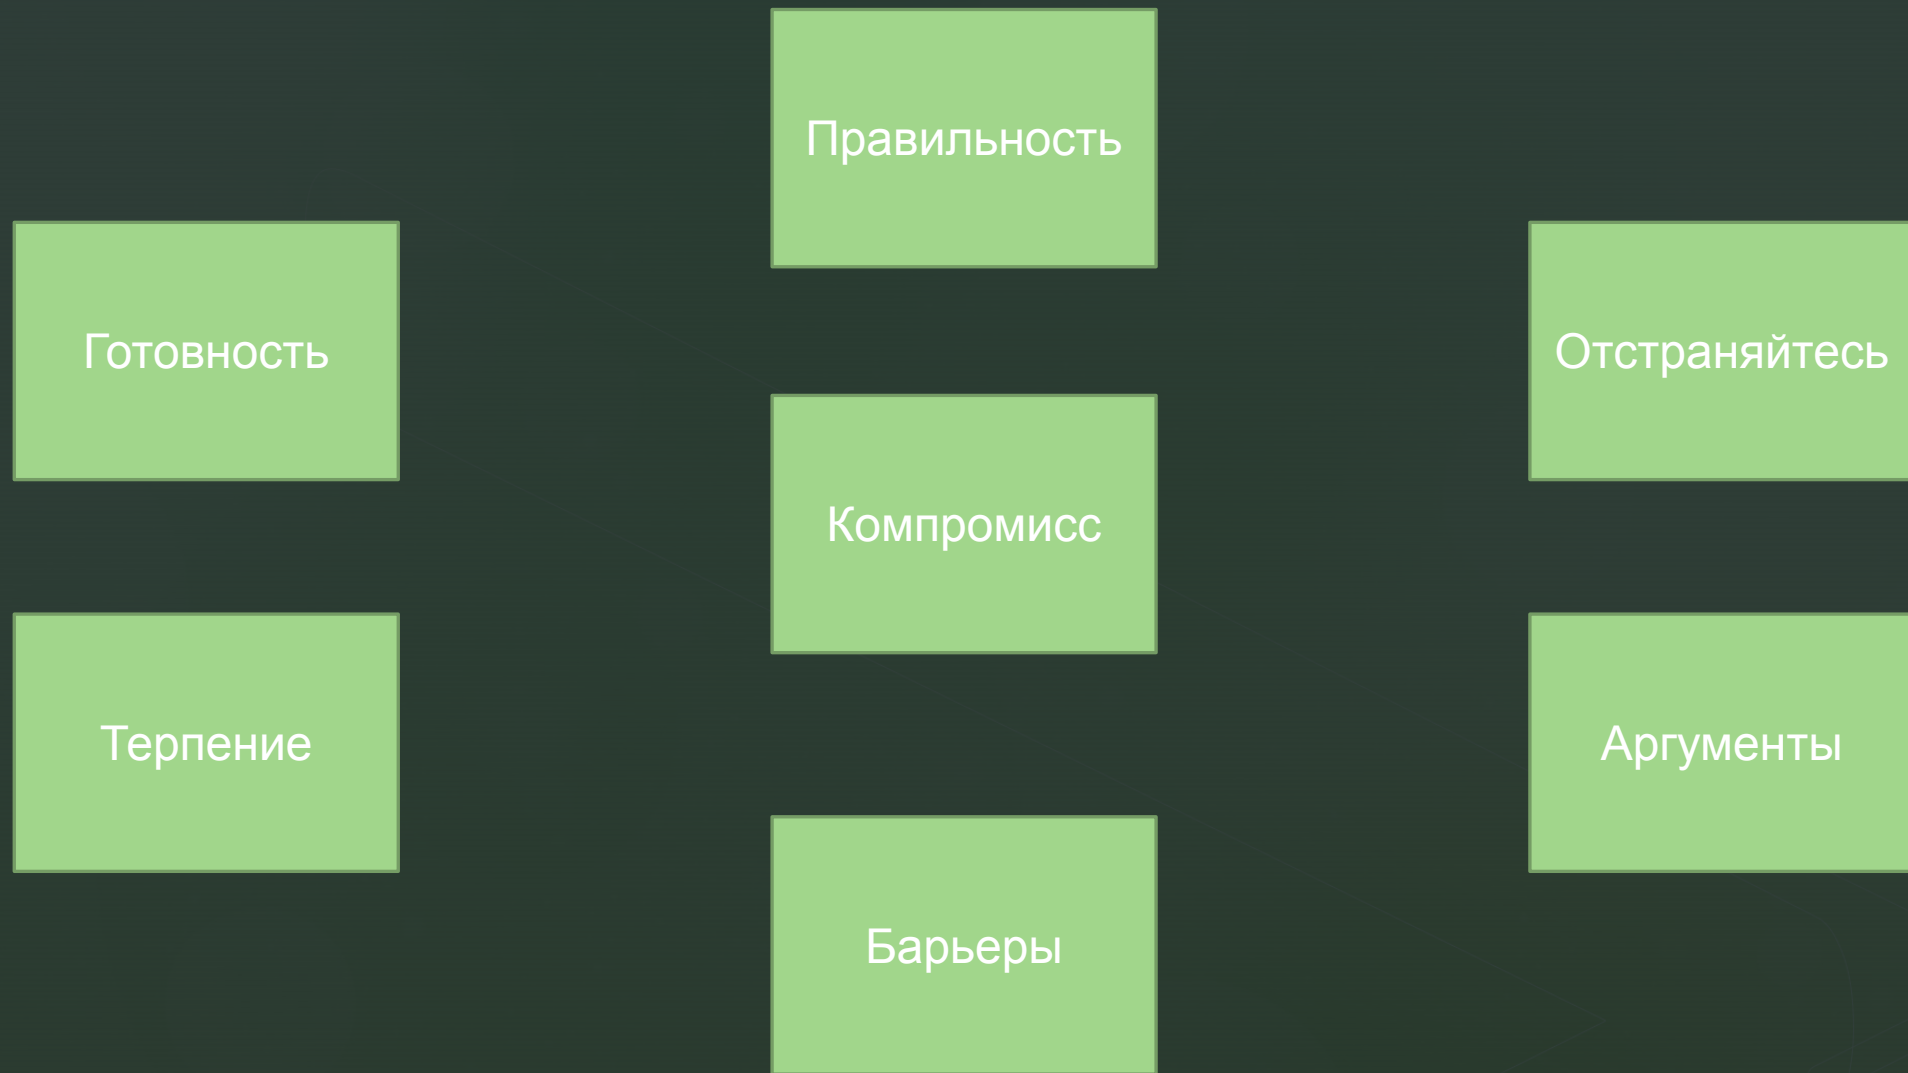 Правильность
Готовность
Отстраняйтесь
Компромисс
Терпение
Аргументы
Барьеры